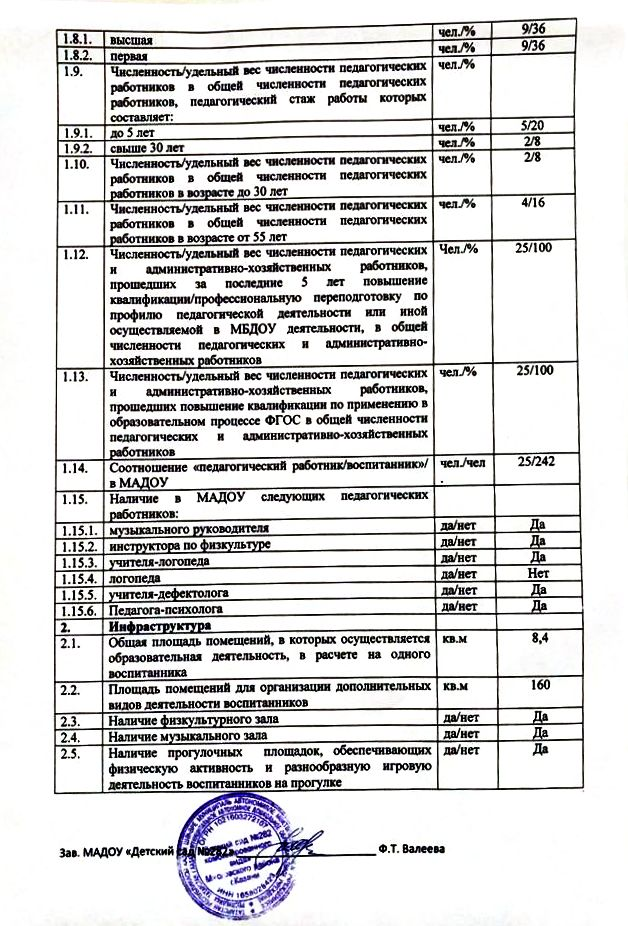 1.8.1. высшая чел./% 9/36
1.8.2. первая чел./% 9/36
1.9. Численность/удельный вес численности педагогических чел./%
работников в общей численности педагогических
работников, педагогический стаж работы которых
составляет:
1.9.1. до 5 лет чел./% 5/20
1.9.2. свыше 30 лет чел./% 2/8
1.10. Численность/удельный вес численности педагогических чел./% 2/8
работников в общей численности педагогических
работников в возрасте до 30 лет
1.11. Численность/удельный вес численности педагогических чел./% 4/16
работников в общей численности педагогических
работников в возрасте от 55 лет
1.12. Численность/удельный вес численности педагогических Чел./% 25/100
и административно-хозяйственных работников,
прошедших за последние 5 лет повышение
квалификации/профессиональную переподготовку по
профилю педагогической деятельности или иной
осуществляемой в МБДОУ деятельности, в общей
численности педагогических и административно-
хозяйственных работников
1.13. Численность/удельный вес численности педагогических чел./% 25/100
и административно-хозяйственных работников,
прошедших повышение квалификации по применению в
образовательном процессе ФГОС в общей численности
педагогических и административно-хозяйственных
работников
1.14. Соотношение «педагогический работник/воспитанник»/ чел./чел 25/242
в МАДОУ .
1.15. Наличие в МАДОУ следующих педагогических
работников:
1.15.1. музыкального руководителя да/нет Да
1.15.2. инструктора по физкультуре да/нет Да
1.15.3. учителя-логопеда да/нет Да
1.15.4. логопеда да/нет Нет
1.15.5. учителя-дефектолога да/нет Да
1.15.6. Педагога-психолога да/нет Да
2. Инфраструктура
2.1. Общая площадь помещений, в которых осуществляется кв.м 8,4
образовательная деятельность, в расчете на одного
воспитанника
2.2. Площадь помещений для организации дополнительных кв.м 160
видов деятельности воспитанников
2.3. Наличие физкультурного зала да/нет Да
2.4. Наличие музыкального зала да/нет Да
2.5. Наличие прогулочных площадок, обеспечивающих да/нет Да
физическую активность и разнообразную игровую
деятельность воспитанников на прогулке
Зав. МАДОУ «Детский сад №282» Ф.Т. Валеева
сад №282
комбинированного
вида»
района
г.Казани